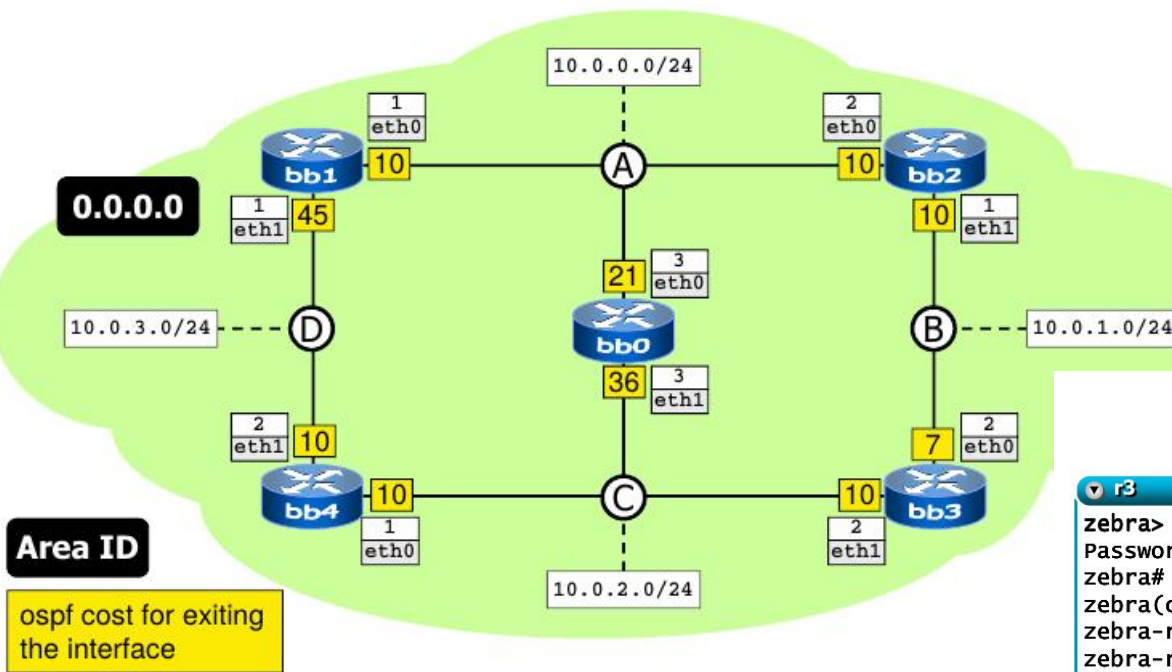 10.0.0.0/24
1
eth0
2
eth0
bb1
10
A
10
bb2
0.0.0.0
1
eth1
45
10
1
eth1
21
3
eth0
10.0.3.0/24
D
bb0
B
10.0.1.0/24
36
3
eth1
2
eth1
10
7
2
eth0
bb4
10
C
10
bb3
1
eth0
2
eth1
Area ID
10.0.2.0/24
ospf cost for exiting
the interface
r3
zebra>
zebra#